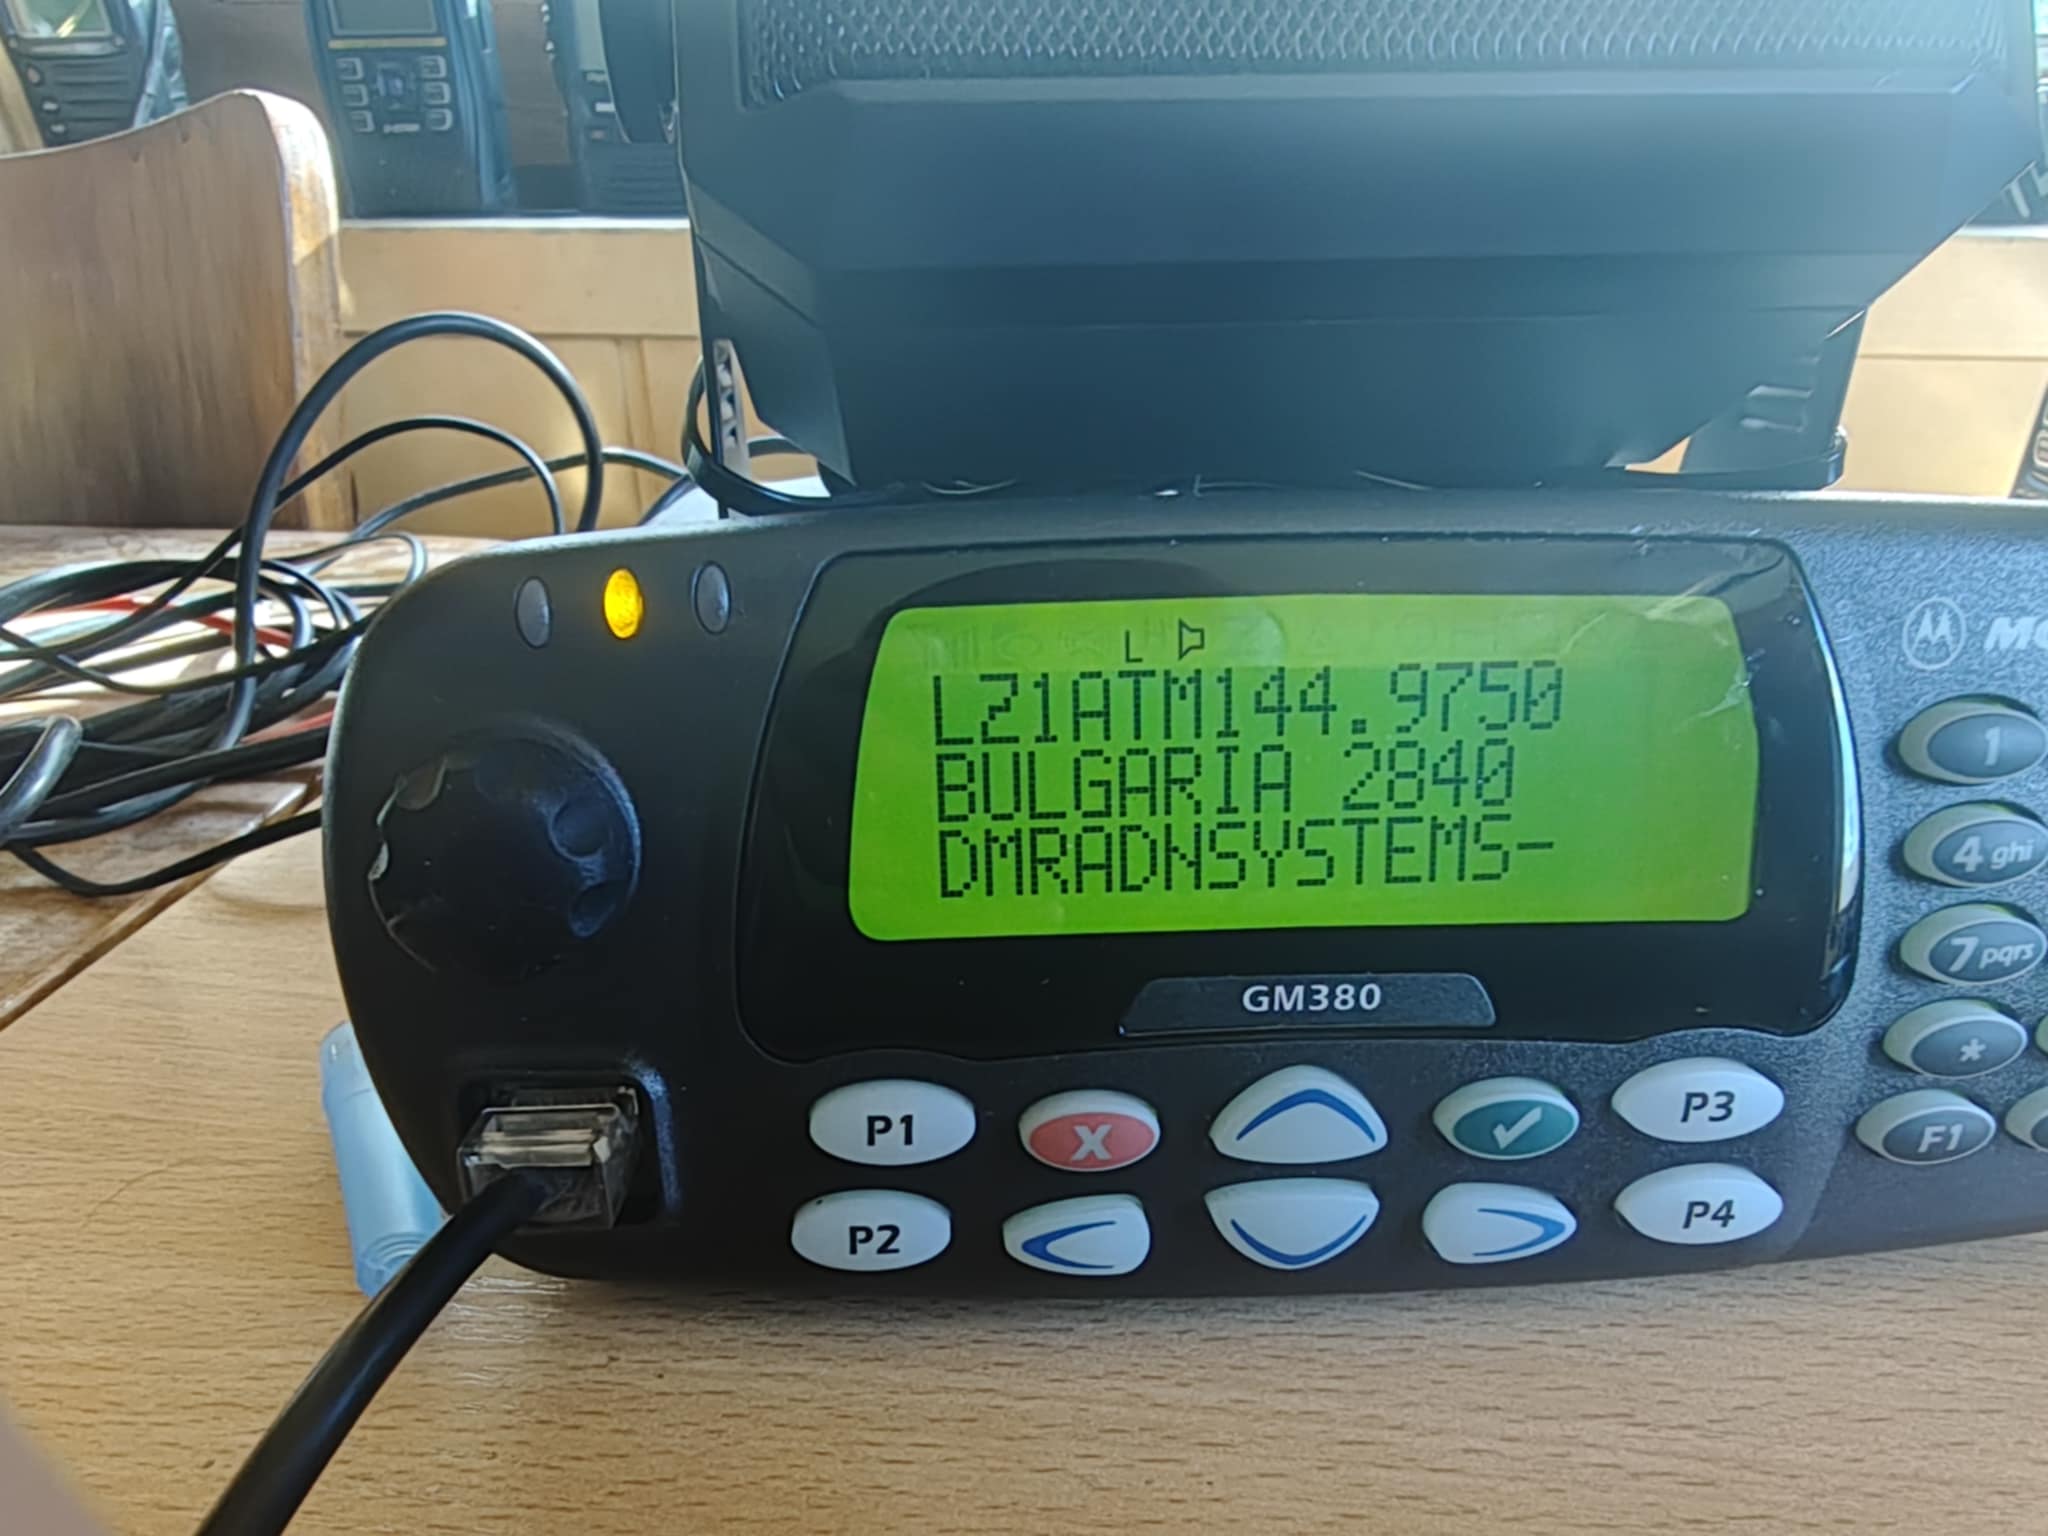 LZ1ATM144.9750
BULGARIA 2840
DMRADNSYSTEMS-
GM380
P1
X
P3
P2
P4
1
4 ghi
7 pqrs
*
F1